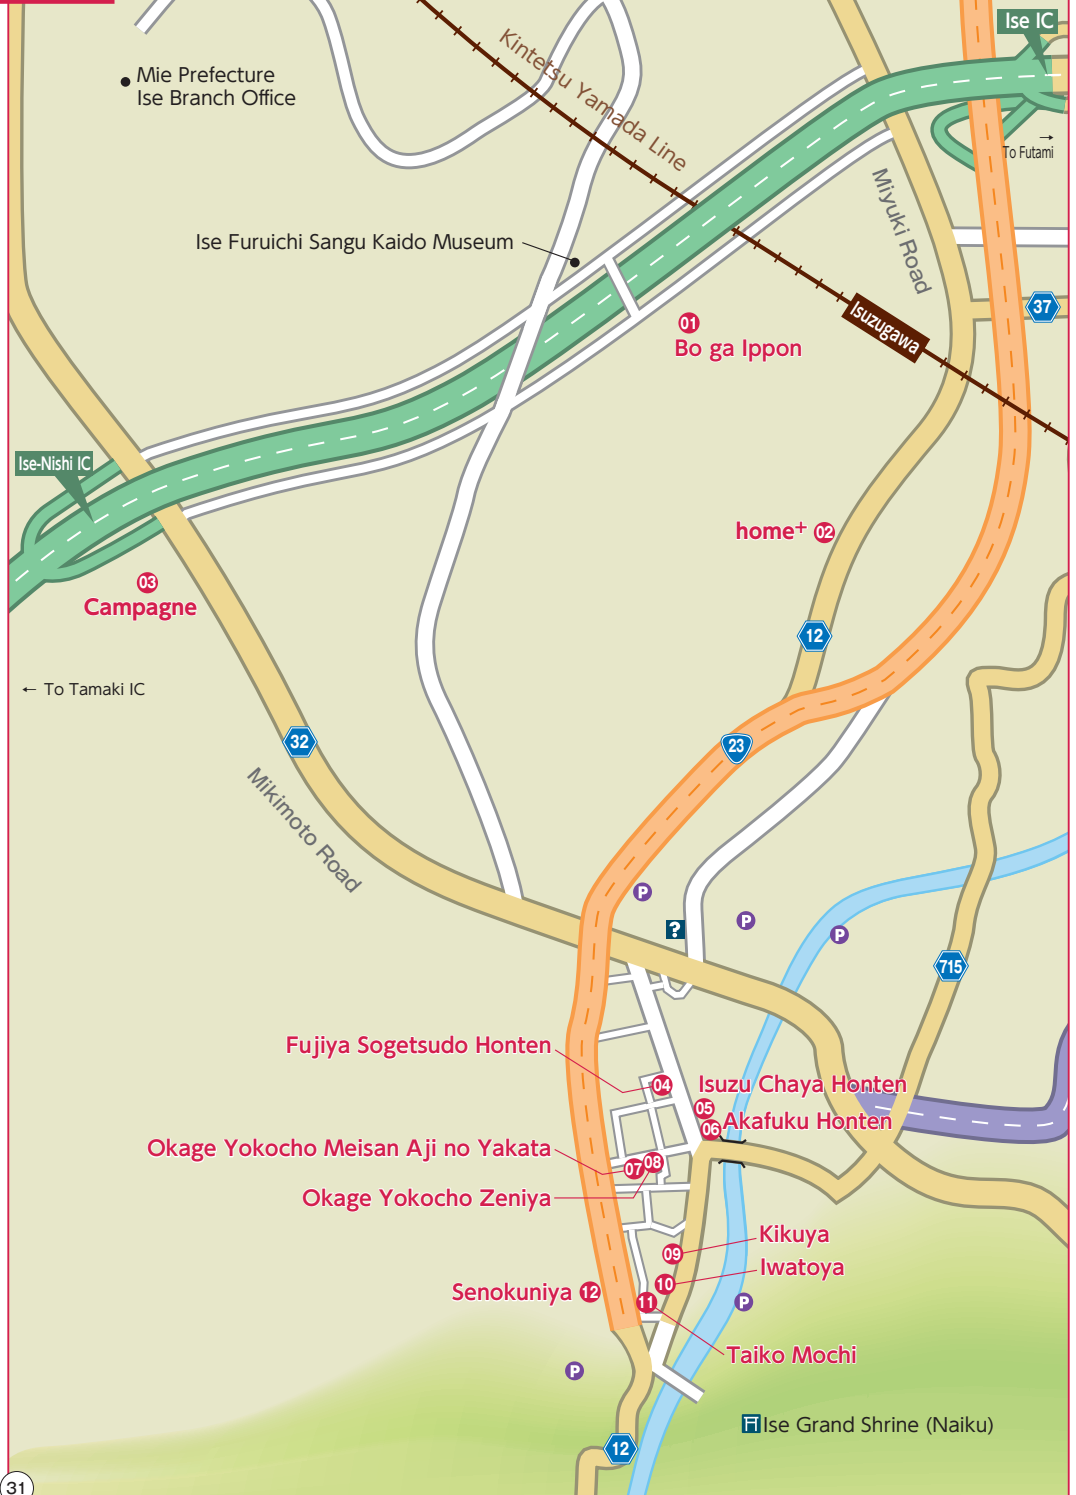 Ise IC
Kintetsu Yamada Line
Mie Prefecture
Ise Branch Office
→
To Futami
Miyuki Road
Ise Furuichi Sangu Kaido Museum
37
Isuzugawa
01
Bo ga Ippon
Ise-Nishi IC
home+ 02
03
Campagne
12
← To Tamaki IC
32
23
Mikimoto Road
P
P
?
P
715
Fujiya Sogetsudo Honten
04
Isuzu Chaya Honten
05
06
Akafuku Honten
Okage Yokocho Meisan Aji no Yakata
07
08
Okage Yokocho Zeniya
Kikuya
09
Iwatoya
10
Senokuniya 12
11
P
Taiko Mochi
P
Ise Grand Shrine (Naiku)
12
31